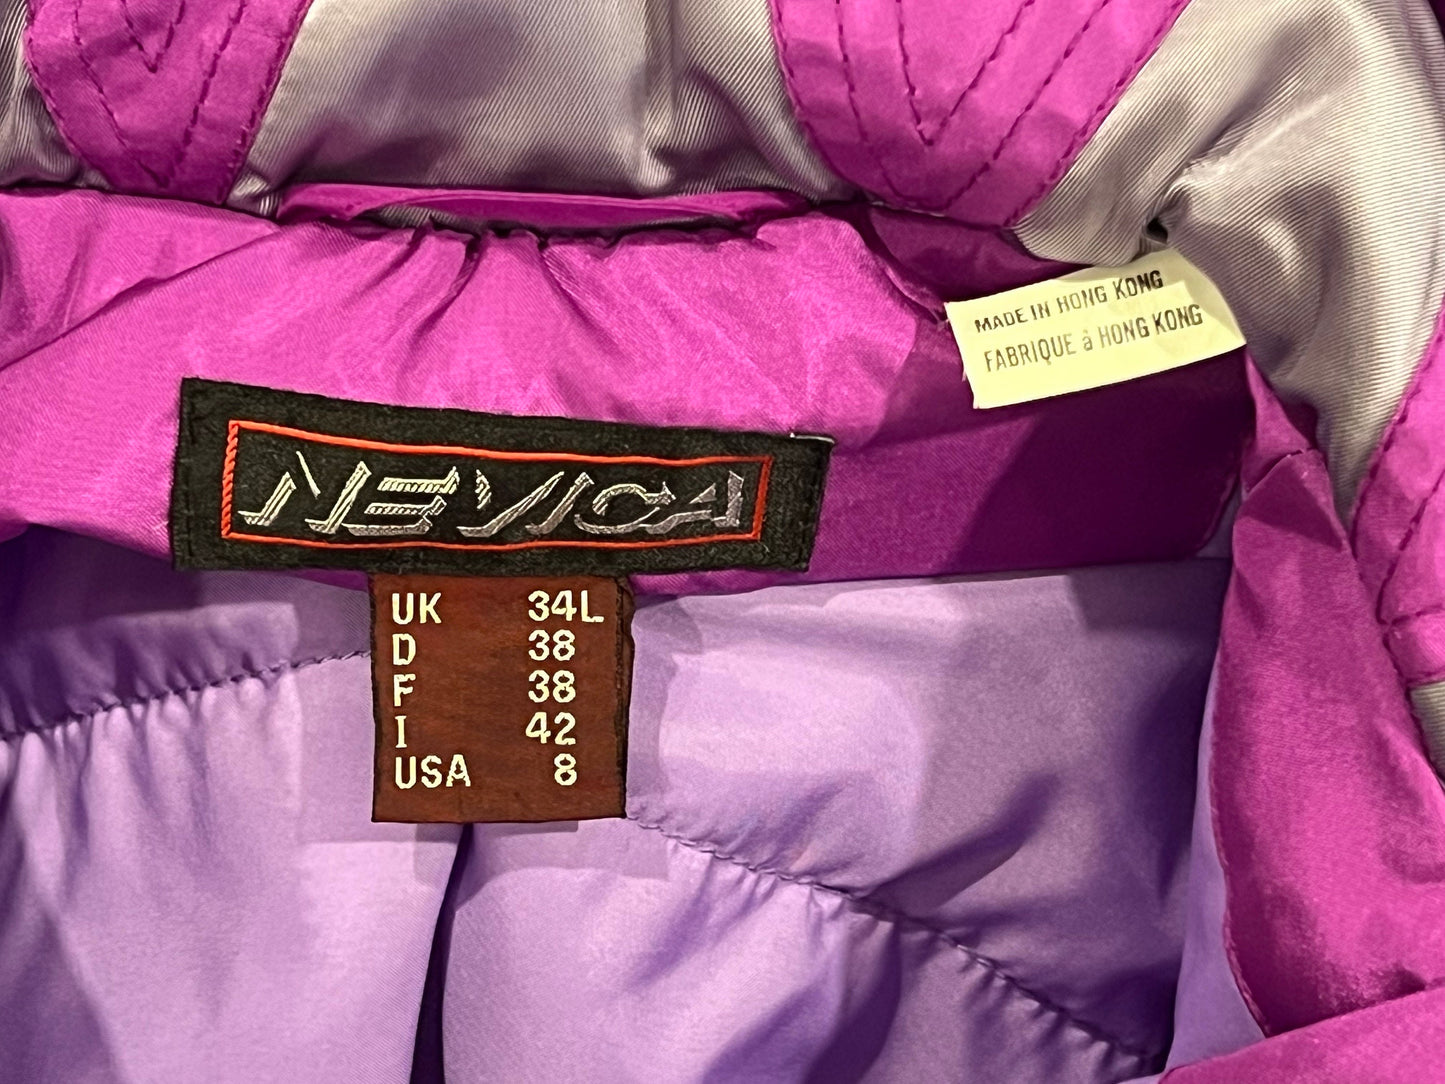 MADE IN HONG KONG
FABRIQUE à HONG KONG
NEVICA
UK 34L
D 38
F 38
I 42
USA 8